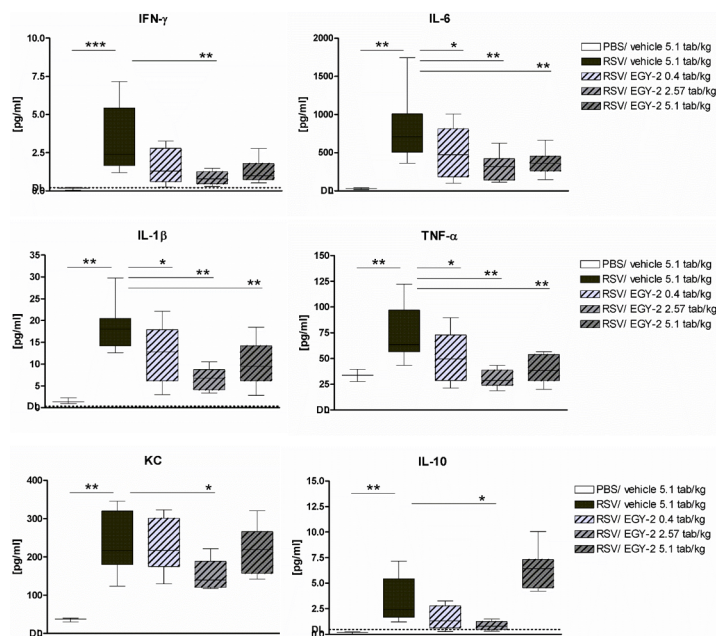 IFN-γ
[pg/ml]
10.0
7.5
5.0
2.5
DL
0.0
***
**
IL-6
[pg/ml]
2000
1500
1000
500
0
**
*
**
**
PBS/ vehicle 5.1 tab/kg
RSV/ vehicle 5.1 tab/kg
RSV/ EGY-2 0.4 tab/kg
RSV/ EGY-2 2.57 tab/kg
RSV/ EGY-2 5.1 tab/kg
IL-1β
[pg/ml]
35
30
25
20
15
10
5
DL
0
**
*
**
**
TNF-α
[pg/ml]
150
125
100
75
50
25
**
*
**
**
PBS/ vehicle 5.1 tab/kg
RSV/ vehicle 5.1 tab/kg
RSV/ EGY-2 0.4 tab/kg
RSV/ EGY-2 2.57 tab/kg
RSV/ EGY-2 5.1 tab/kg
KC
[pg/ml]
400
300
200
100
**
*
IL-10
[pg/ml]
15.0
12.5
10.0
7.5
5.0
2.5
DL
0.0
**
*
PBS/ vehicle 5.1 tab/kg
RSV/ vehicle 5.1 tab/kg
RSV/ EGY-2 0.4 tab/kg
RSV/ EGY-2 2.57 tab/kg
RSV/ EGY-2 5.1 tab/kg